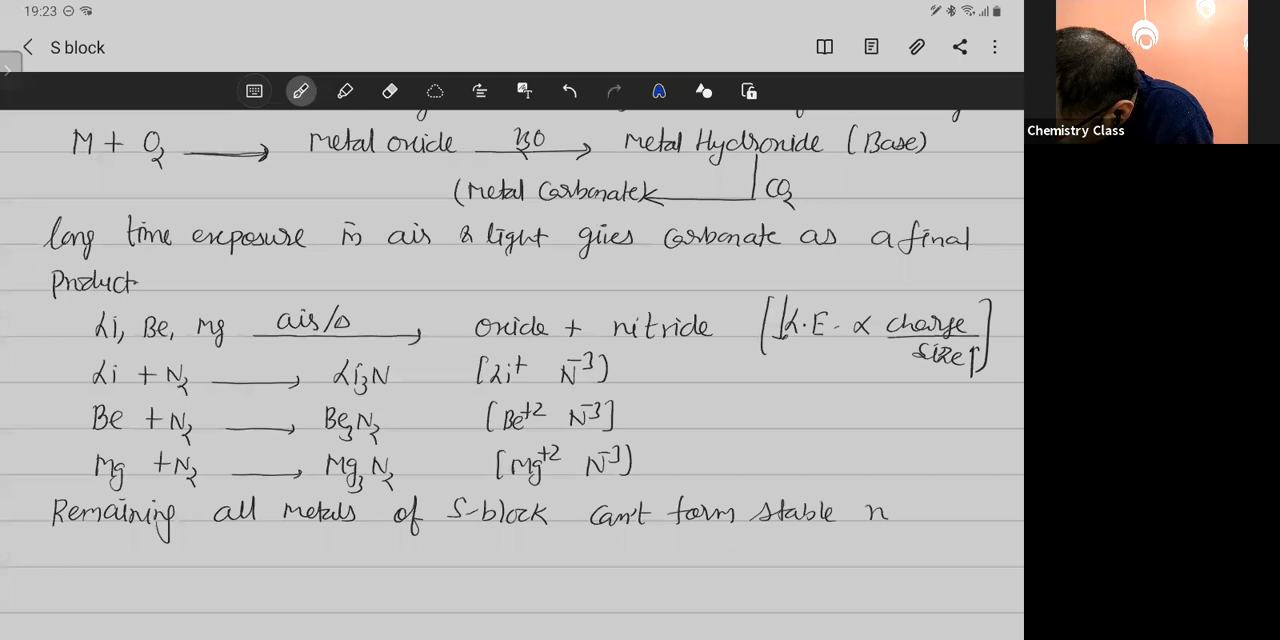 19:23
S block
Chemistry Class
M + O₂ ⟶ Metal oxide H₂O⟶ Metal Hydroxide (Base)
(Metal Carbonate) ⟵ CO₂
long time exposure in air & light gives carbonate as a final
Product
Li, Be, Mg air/Δ⟶ oxide + nitride [L.E. ∝ charge/size↑]
Li + N₂ ⟶ Li₃N [Li⁺ N⁻³]
Be + N₂ ⟶ Be₃N₂ [Be⁺² N⁻³]
Mg + N₂ ⟶ Mg₃N₂ [Mg⁺² N⁻³]
Remaining all metals of S-block can't form stable n